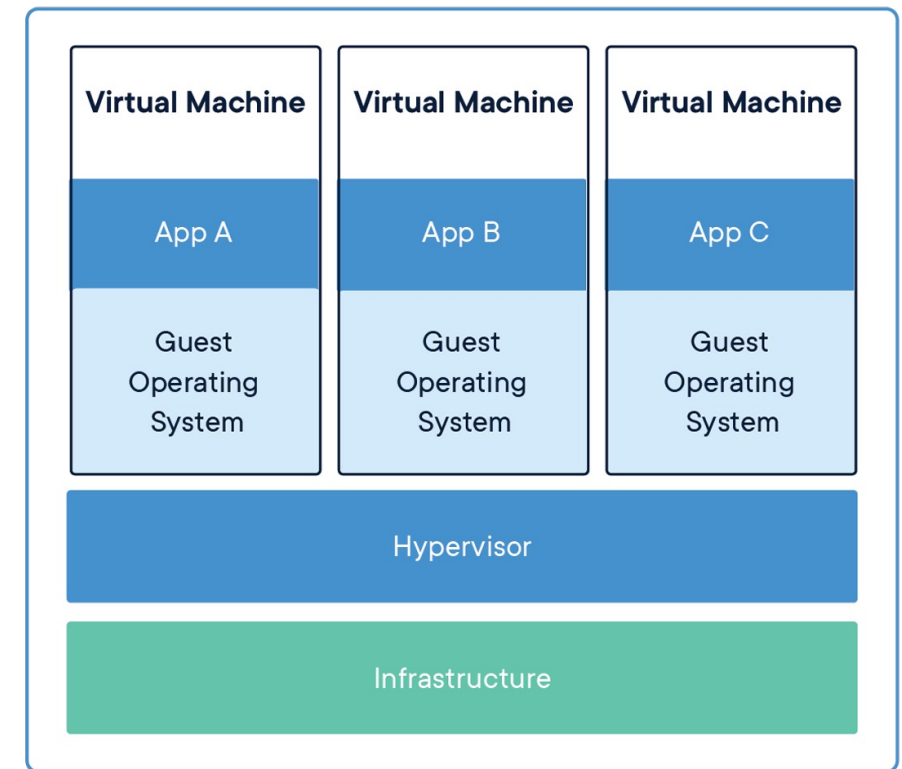 Virtual Machine
Virtual Machine
Virtual Machine
App A
App B
App C
Guest
Operating
System
Guest
Operating
System
Guest
Operating
System
Hypervisor
Infrastructure